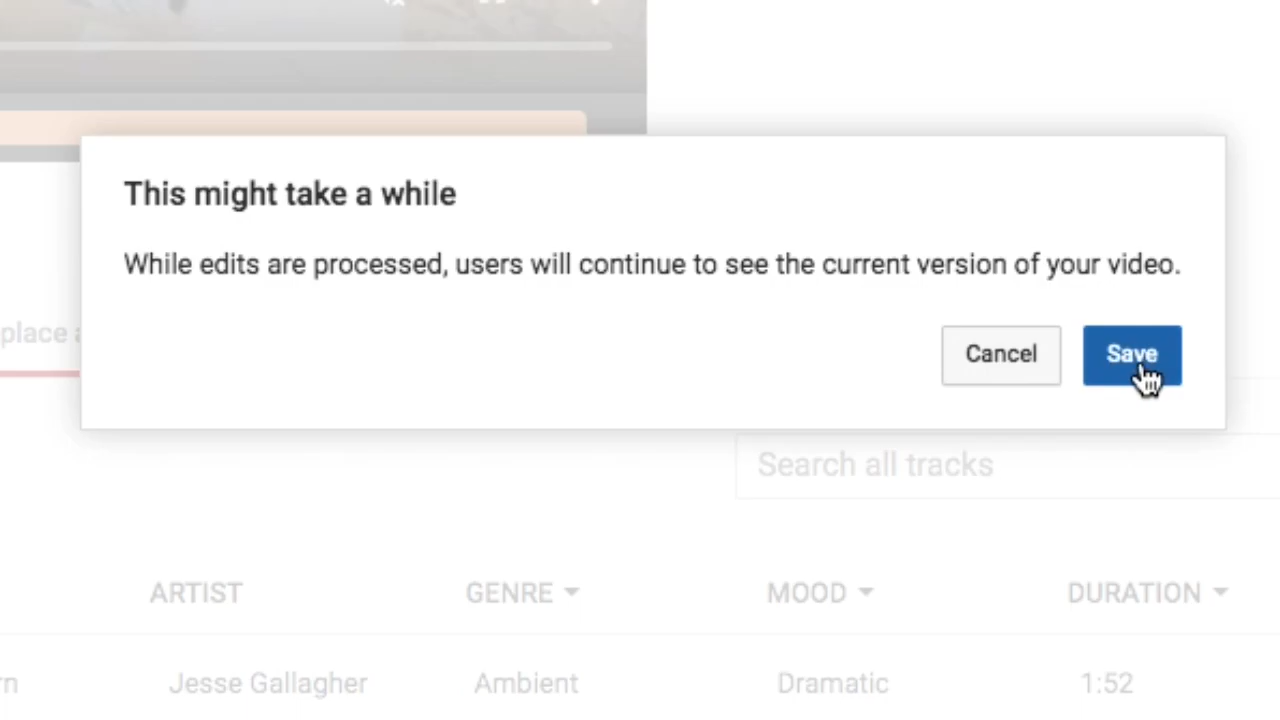 This might take a while
While edits are processed, users will continue to see the current version of your video.
place
Cancel
Save
Search all tracks
ARTIST
GENRE
MOOD
DURATION
Jesse Gallagher
Ambient
Dramatic
1:52